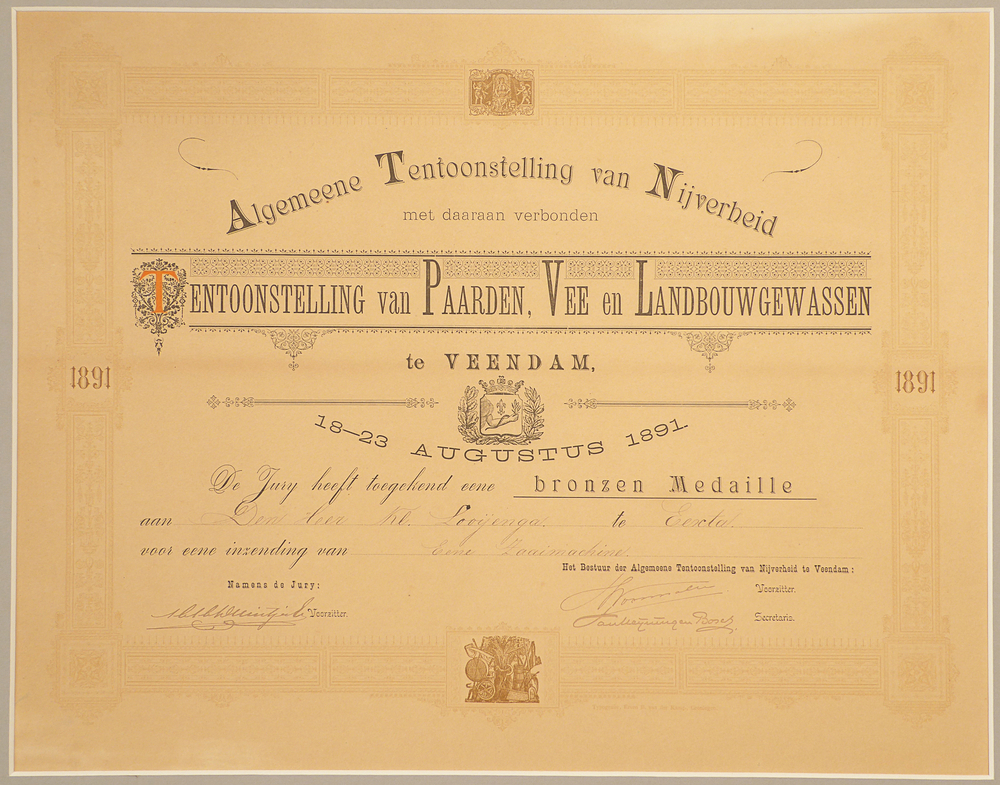 Algemeene Tentoonstelling van Nijverheid
met daaraan verbonden
TENTOONSTELLING van PAARDEN, VEE en LANDBOUWGEWASSEN
te VEENDAM,
1891
1891
18–23 AUGUSTUS 1891
De Jury heeft toegekend eene bronzen Medaille
aan Den Heer Kl. Looijenga. te Eexta.
voor eene inzending van Eene Zaaimachine.
Het Bestuur der Algemeene Tentoonstelling van Nijverheid te Veendam:
Namens de Jury:
Voorzitter.
Voorzitter.
Secretaris.